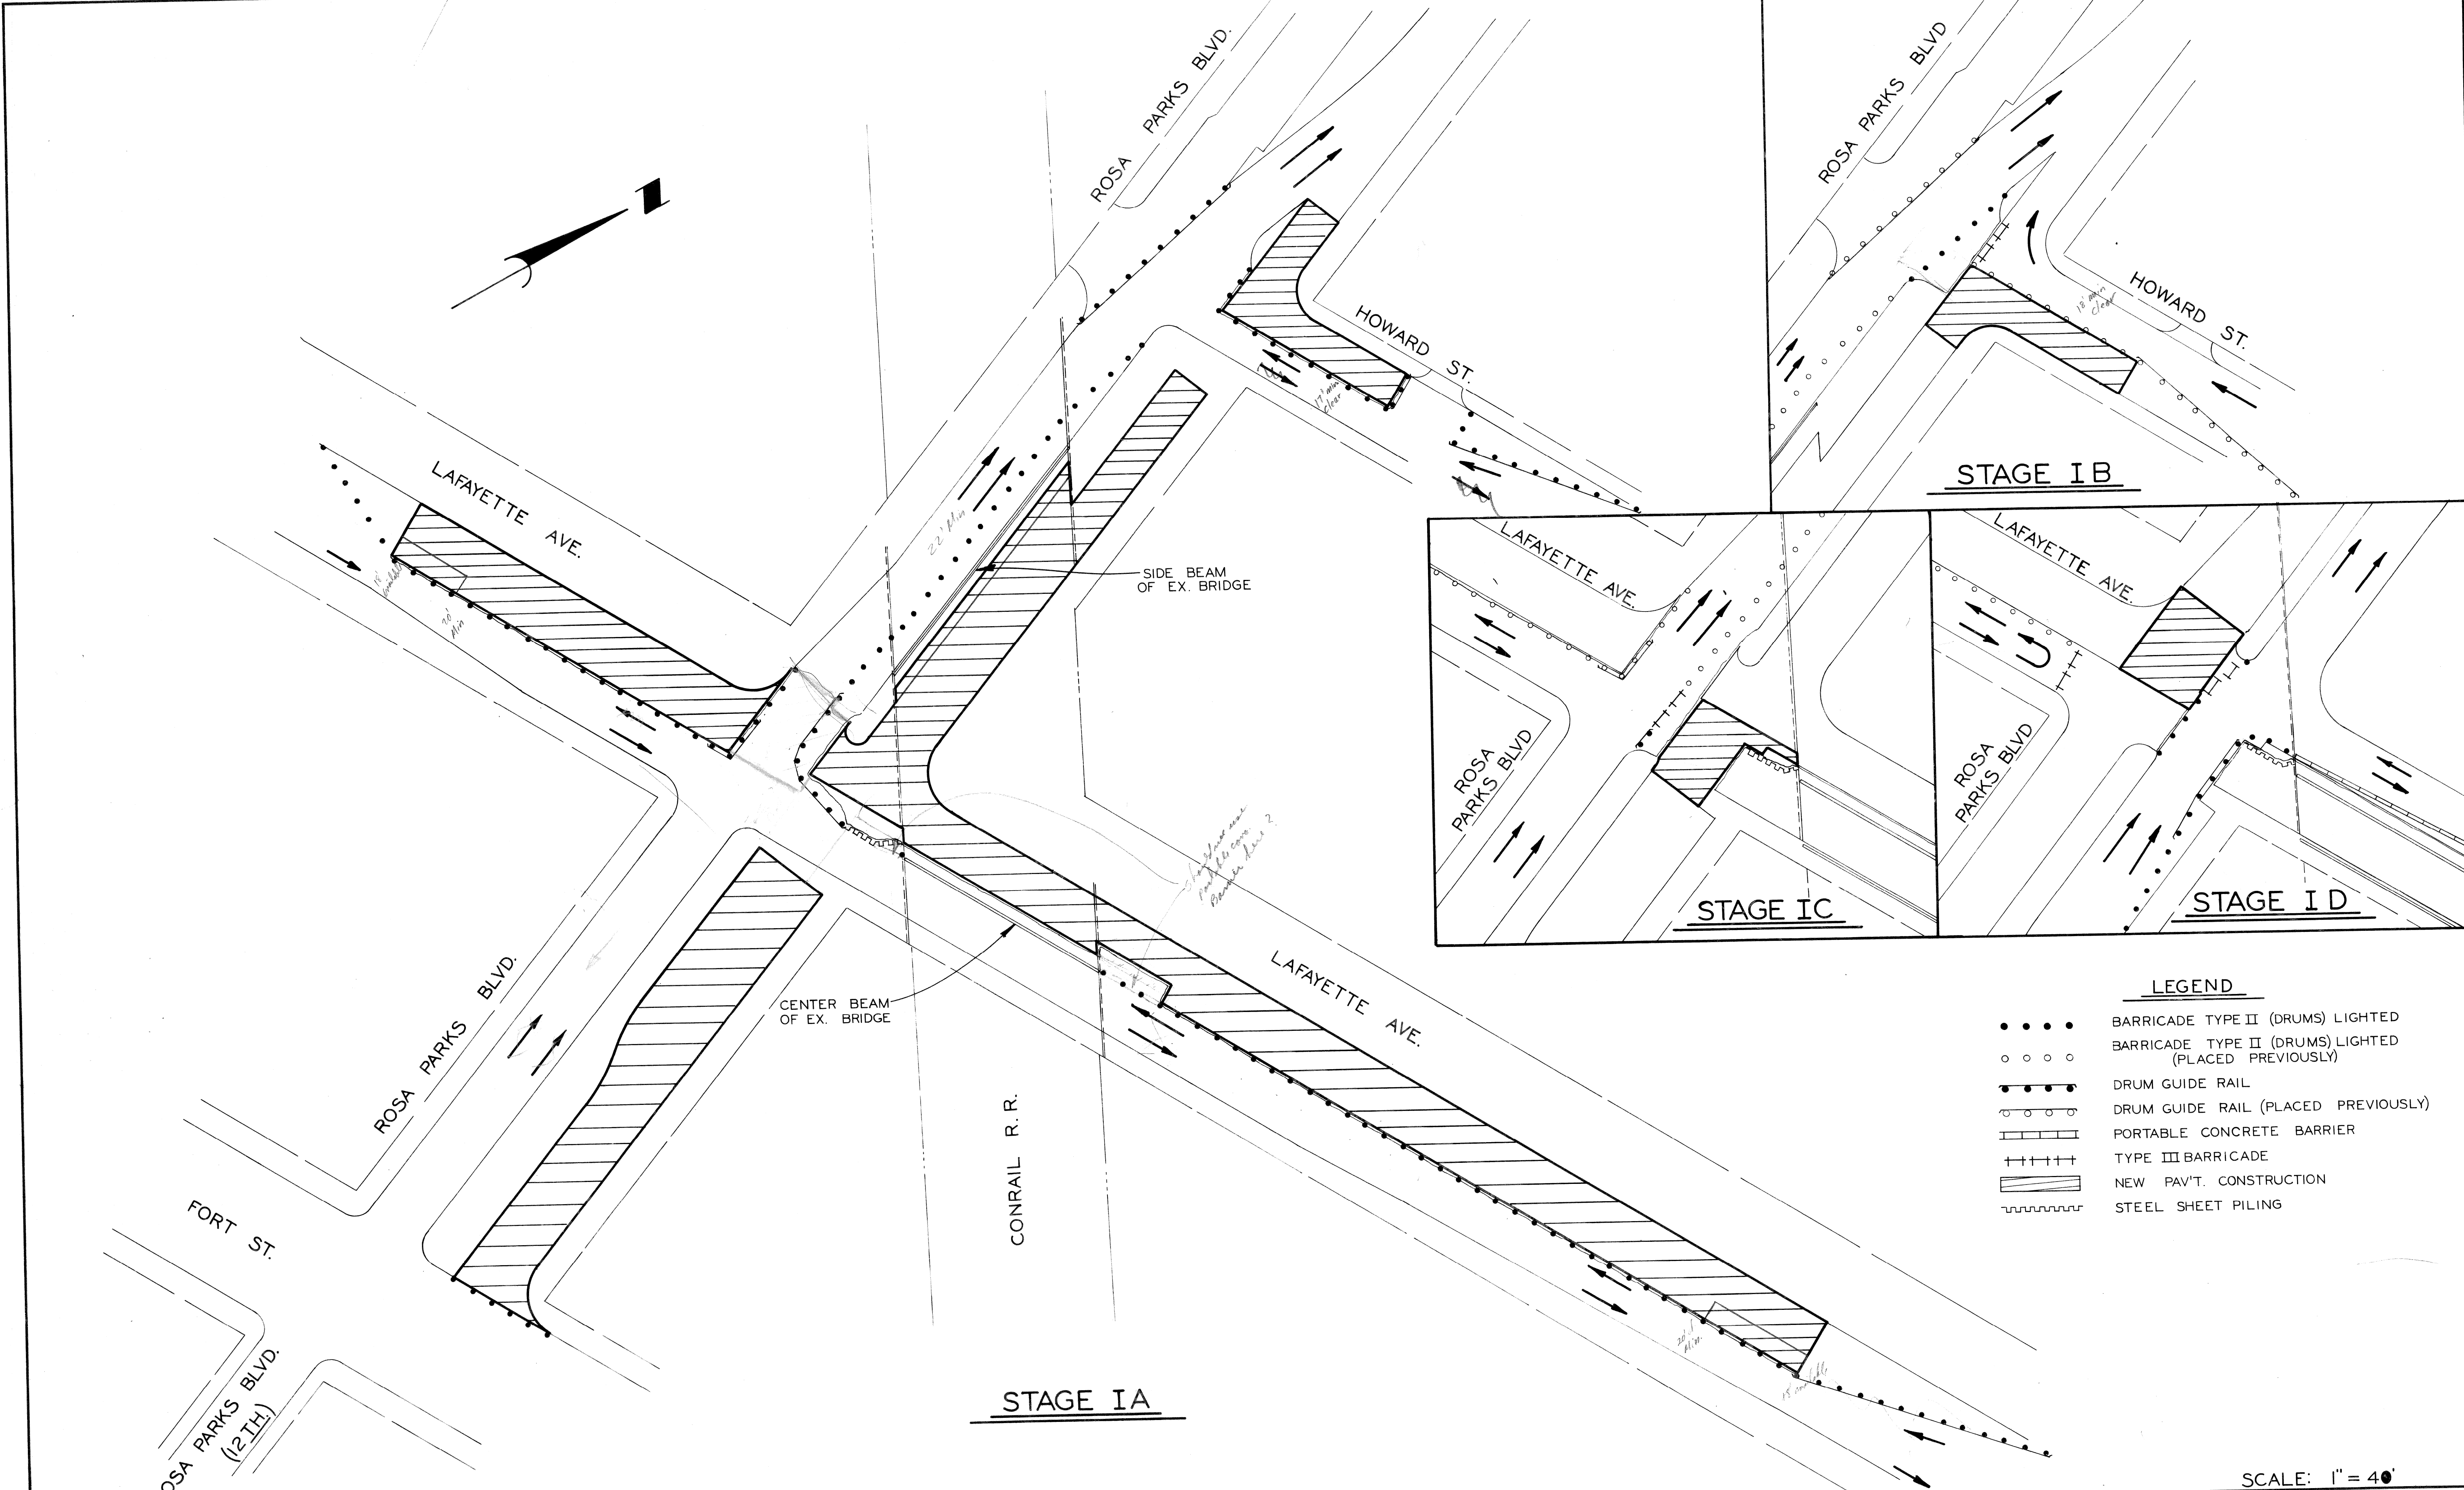 ROSA PARKS BLVD.
LAFAYETTE AVE.
HOWARD ST.
17' Min
Clear
22' Min
20'
Min
SIDE BEAM
OF EX. BRIDGE
CENTER BEAM
OF EX. BRIDGE
LAFAYETTE AVE.
ROSA PARKS BLVD.
CONRAIL R.R.
FORT ST.
ROSA PARKS BLVD.
(12 TH.)
20'
Min.
STAGE IA
ROSA PARKS BLVD
HOWARD ST.
18' min
Clear
STAGE IB
LAFAYETTE AVE.
ROSA
PARKS BLVD
STAGE IC
LAFAYETTE AVE.
ROSA
PARKS BLVD
STAGE ID
LEGEND
BARRICADE TYPE II (DRUMS) LIGHTED
BARRICADE TYPE II (DRUMS) LIGHTED
(PLACED PREVIOUSLY)
DRUM GUIDE RAIL
DRUM GUIDE RAIL (PLACED PREVIOUSLY)
PORTABLE CONCRETE BARRIER
TYPE III BARRICADE
NEW PAV'T. CONSTRUCTION
STEEL SHEET PILING
SCALE: 1" = 40'